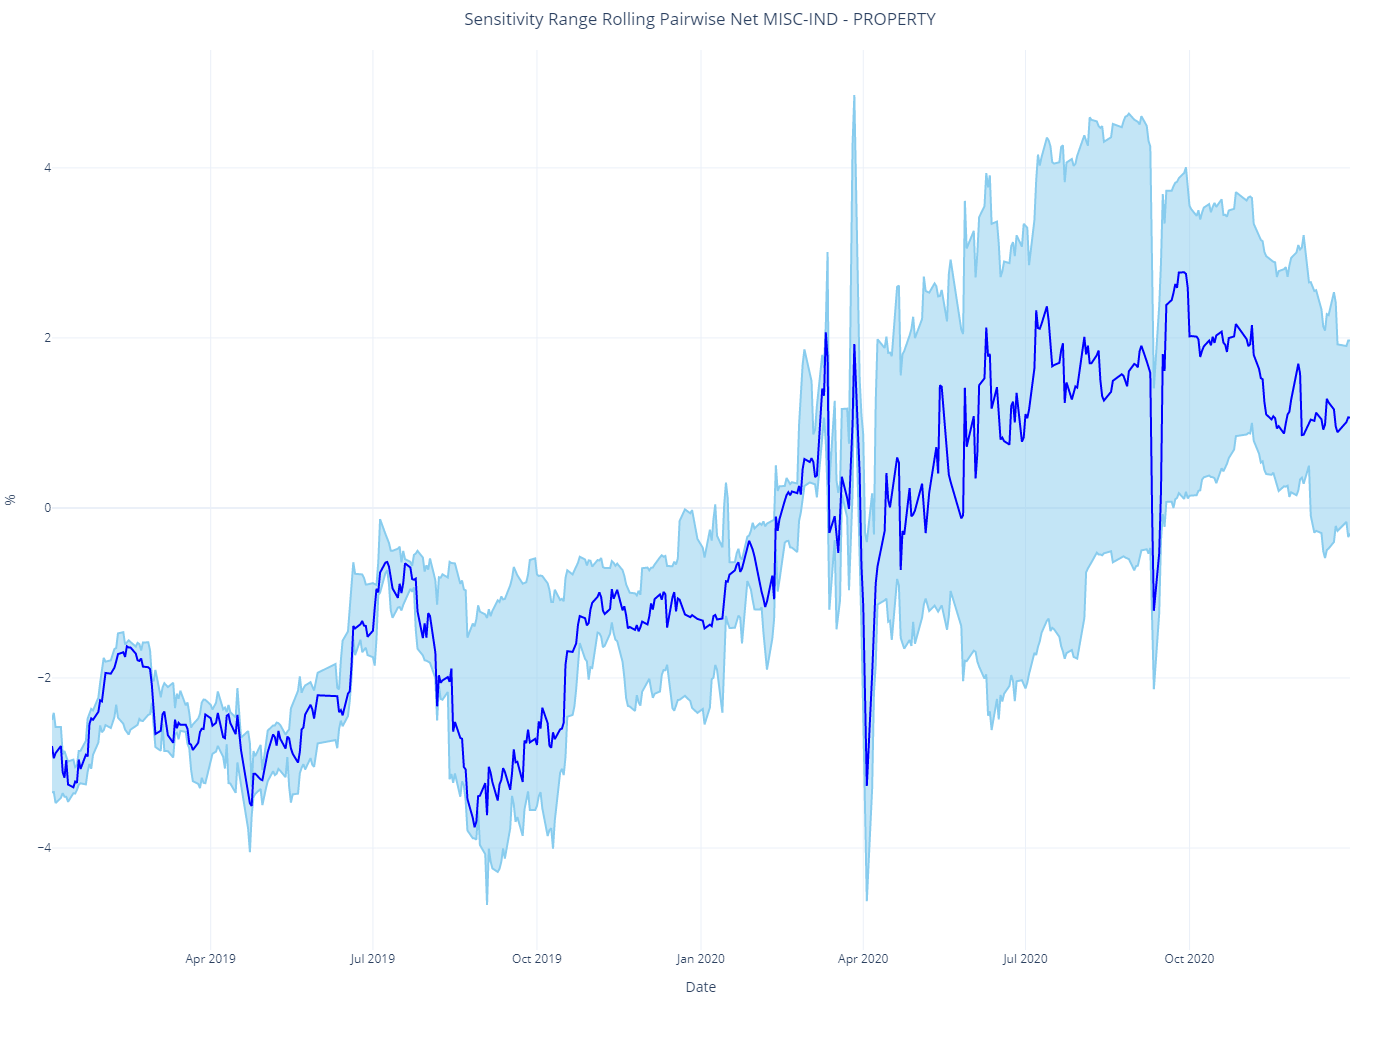 Sensitivity Range Rolling Pairwise Net MISC-IND - PROPERTY
4
2
0
−2
−4
%
Apr 2019
Jul 2019
Oct 2019
Jan 2020
Apr 2020
Jul 2020
Oct 2020
Date